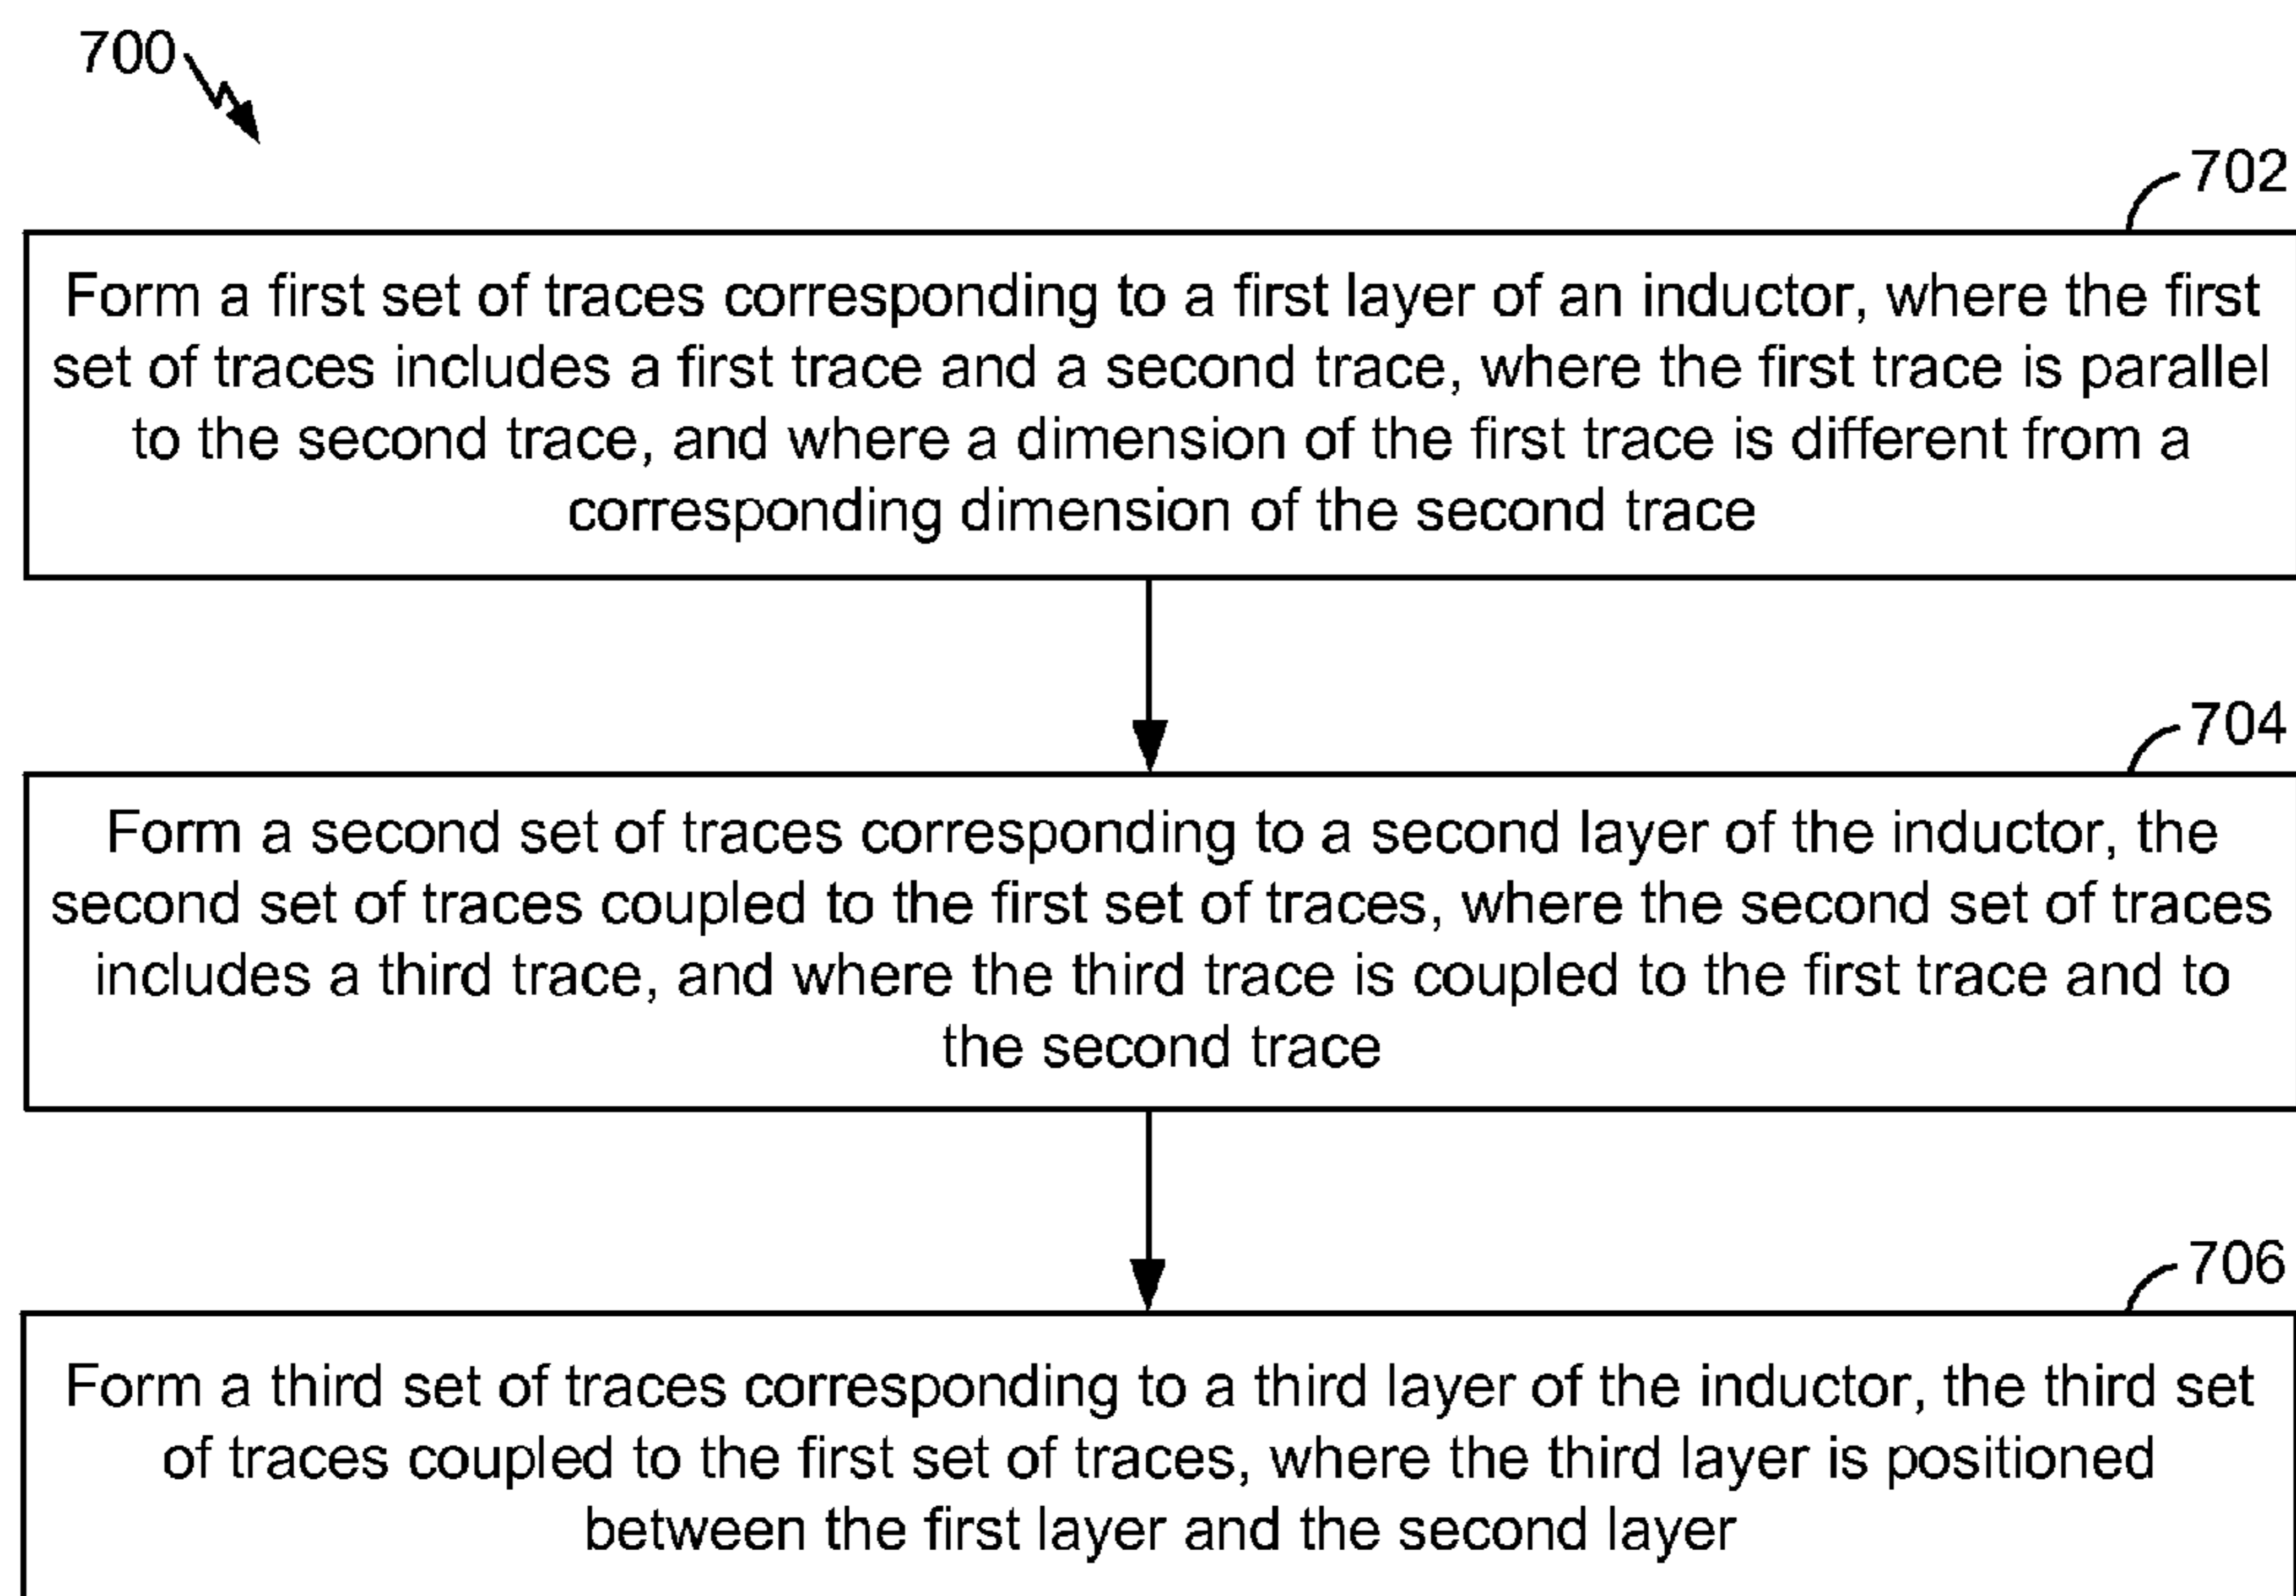 700
702
Form a first set of traces corresponding to a first layer of an inductor, where the first
set of traces includes a first trace and a second trace, where the first trace is parallel
to the second trace, and where a dimension of the first trace is different from a
corresponding dimension of the second trace
704
Form a second set of traces corresponding to a second layer of the inductor, the
second set of traces coupled to the first set of traces, where the second set of traces
includes a third trace, and where the third trace is coupled to the first trace and to
the second trace
706
Form a third set of traces corresponding to a third layer of the inductor, the third set
of traces coupled to the first set of traces, where the third layer is positioned
between the first layer and the second layer